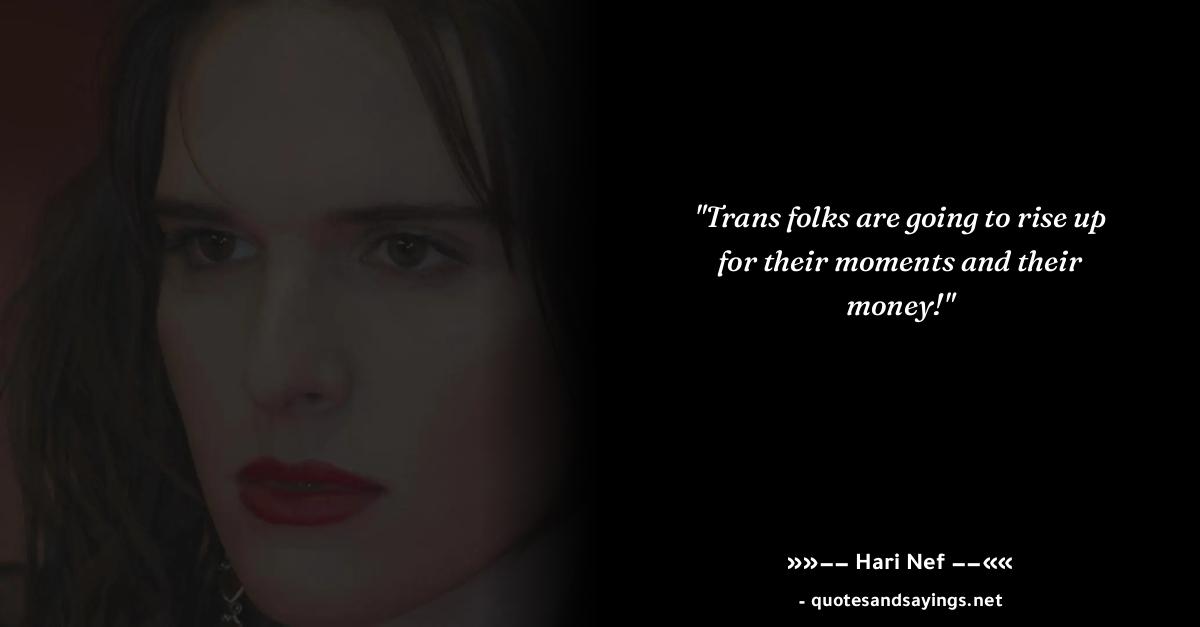 "Trans folks are going to rise up
for their moments and their
money!"
»»−− Hari Nef −−««
- quotesandsayings.net